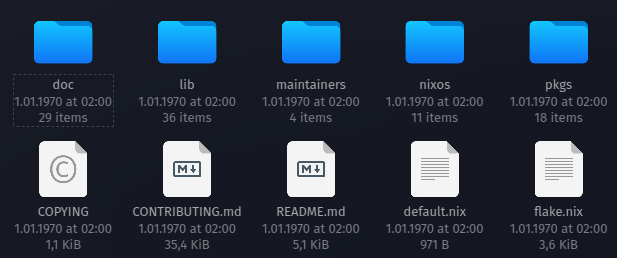 doc lib maintainers nixos pkgs
1.01.1970 at 02:00 1.01.1970 at 02:00 1.01.1970 at 02:00 1.01.1970 at 02:00 1.01.1970 at 02:00
29 items 36 items 4 items 11 items 18 items
COPYING CONTRIBUTING.md README.md default.nix flake.nix
1.01.1970 at 02:00 1.01.1970 at 02:00 1.01.1970 at 02:00 1.01.1970 at 02:00 1.01.1970 at 02:00
1,1 KiB 35,4 KiB 5,1 KiB 971 B 3,6 KiB